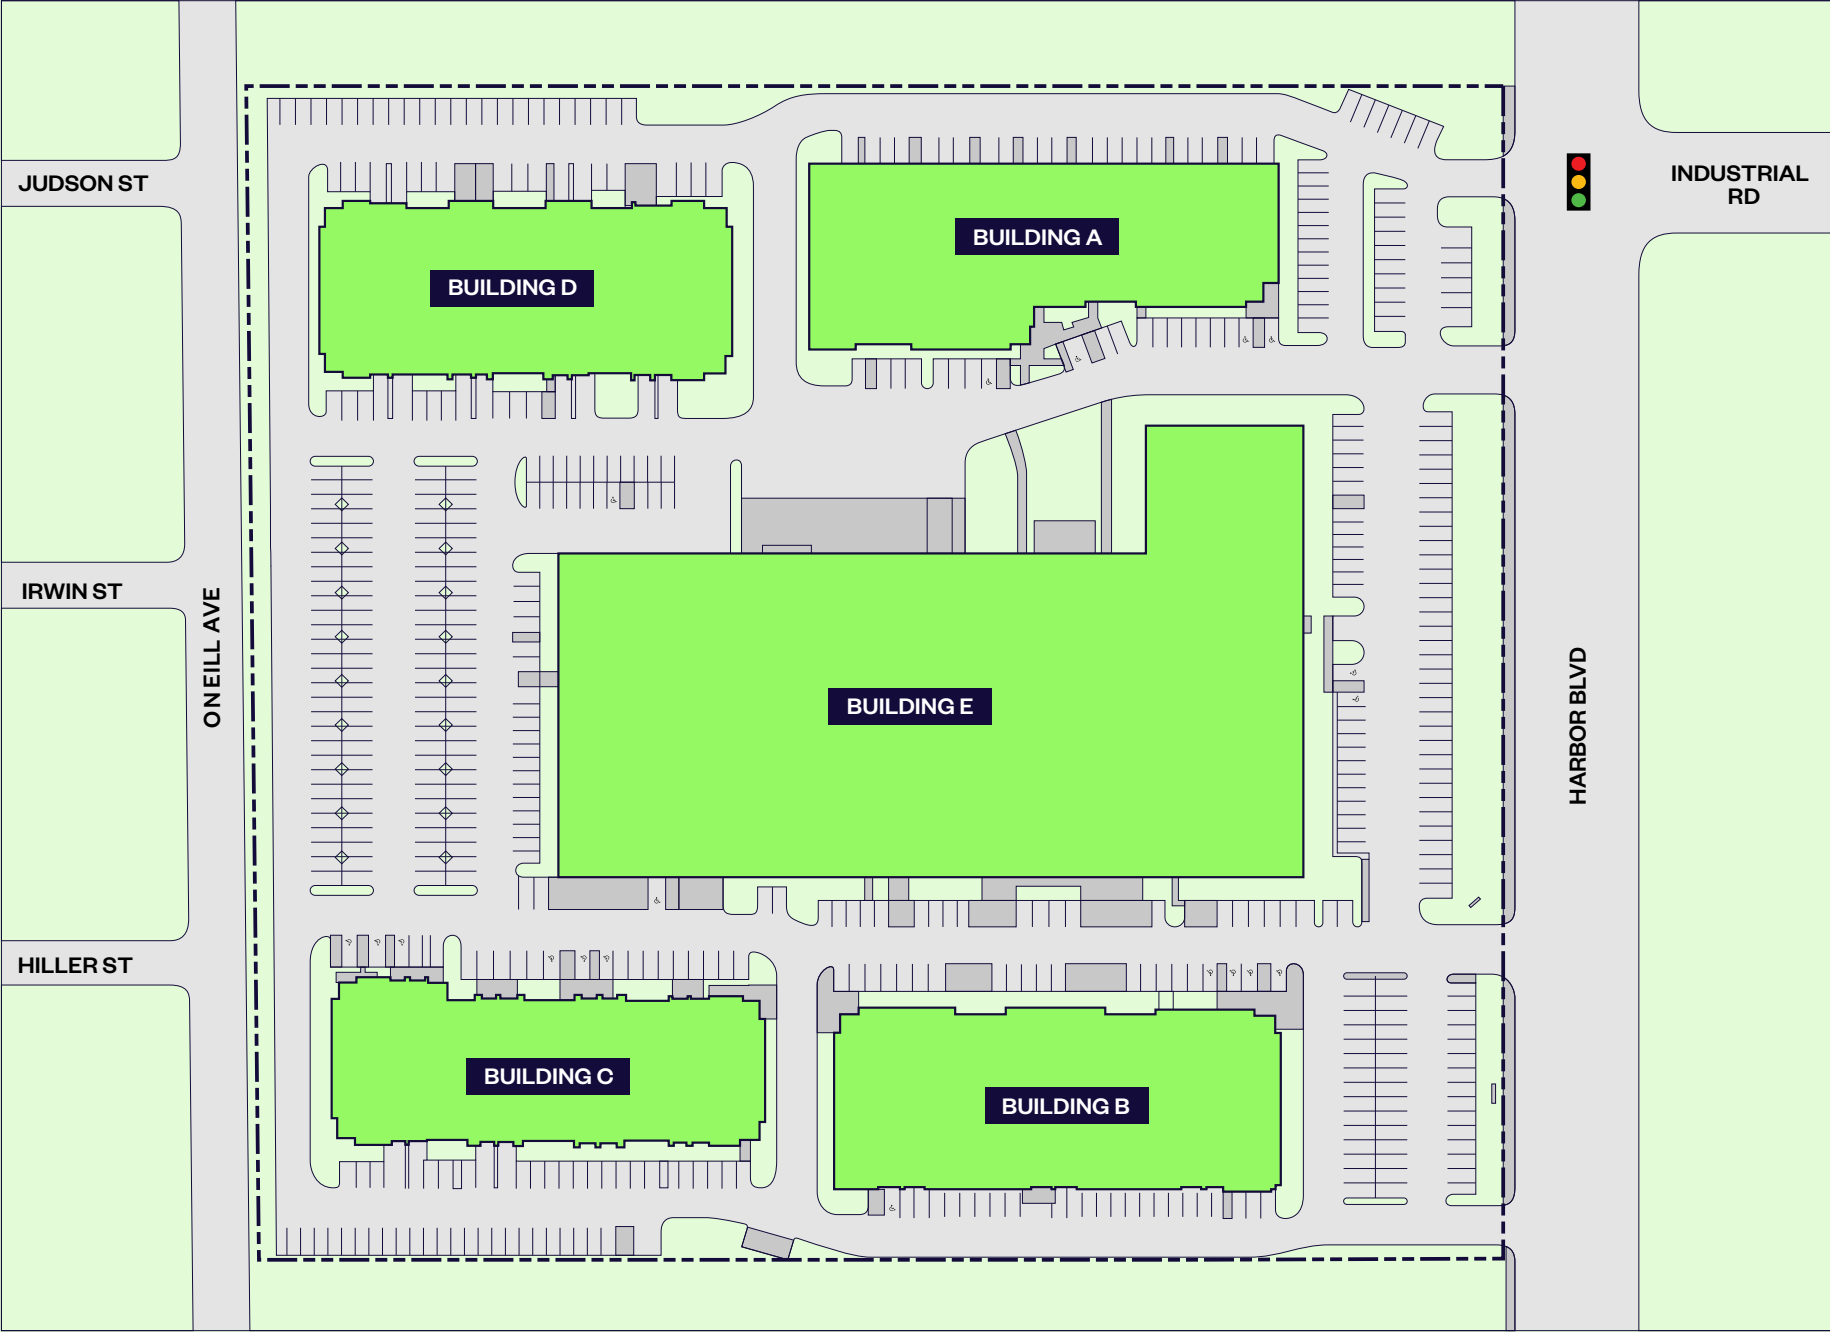 JUDSON ST
INDUSTRIAL
RD
BUILDING A
BUILDING D
IRWIN ST
ONEILL AVE
HARBOR BLVD
BUILDING E
HILLER ST
BUILDING C
BUILDING B